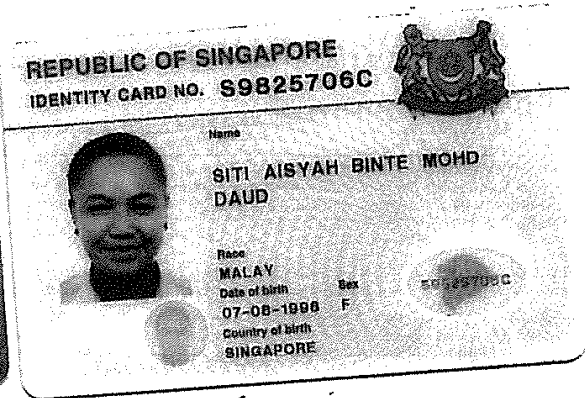 REPUBLIC OF SINGAPORE
IDENTITY CARD NO. S9825706C
Name
SITI AISYAH BINTE MOHD
DAUD
Race
MALAY
Date of birth Sex
07-08-1998 F
Country of birth
SINGAPORE